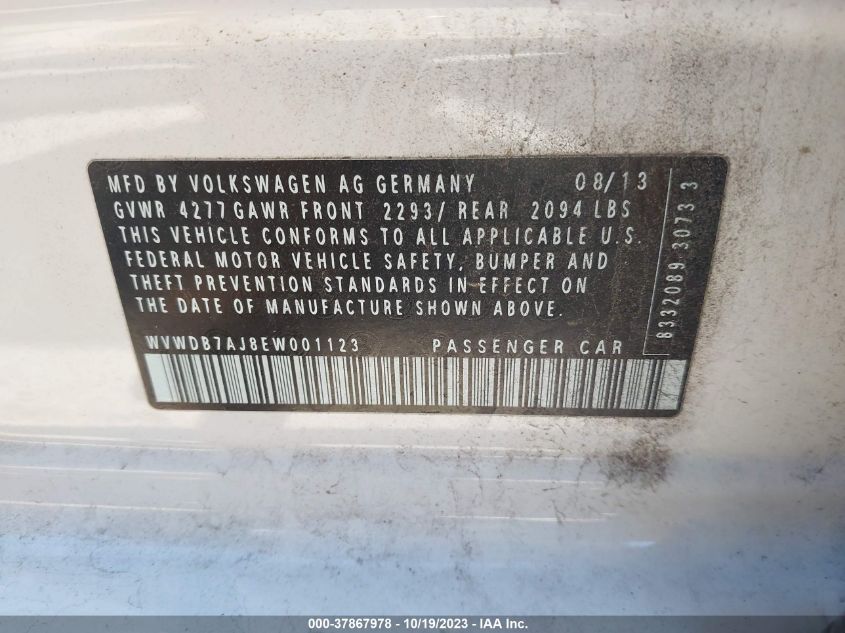 MFD BY VOLKSWAGEN AG GERMANY 08/13
GVWR 4277 GAWR FRONT 2293/ REAR 2094 LBS
THIS VEHICLE CONFORMS TO ALL APPLICABLE U.S.
FEDERAL MOTOR VEHICLE SAFETY, BUMPER AND
THEFT PREVENTION STANDARDS IN EFFECT ON
THE DATE OF MANUFACTURE SHOWN ABOVE.
WVWDB7AJ8EW001123 PASSENGER CAR
8332089 3073 3
000-37867978 - 10/19/2023 - IAA Inc.